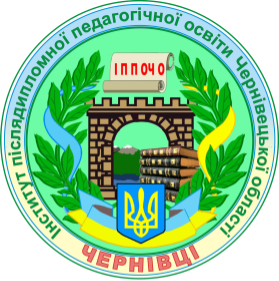 Інститут післядипломної педагогічної освіти Чернівецької області
ІППОЧО
ЧЕРНІВЦІ